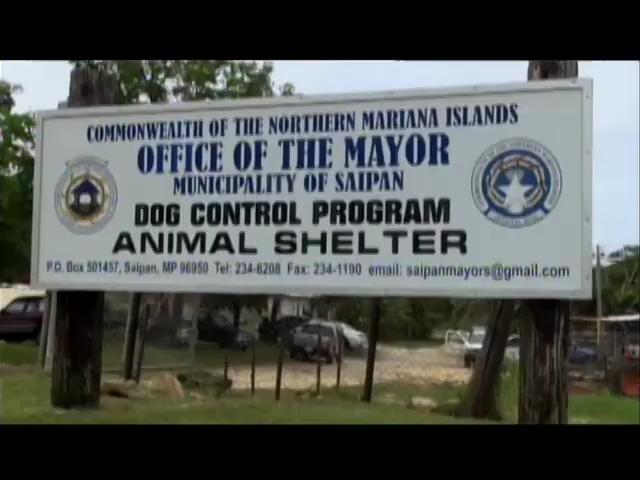 COMMONWEALTH OF THE NORTHERN MARIANA ISLANDS
OFFICE OF THE MAYOR
MUNICIPALITY OF SAIPAN
DOG CONTROL PROGRAM
ANIMAL SHELTER
P.O. Box 501457, Saipan, MP 96950 Tel: 234-6208 Fax: 234-1190 email: saipanmayors@gmail.com